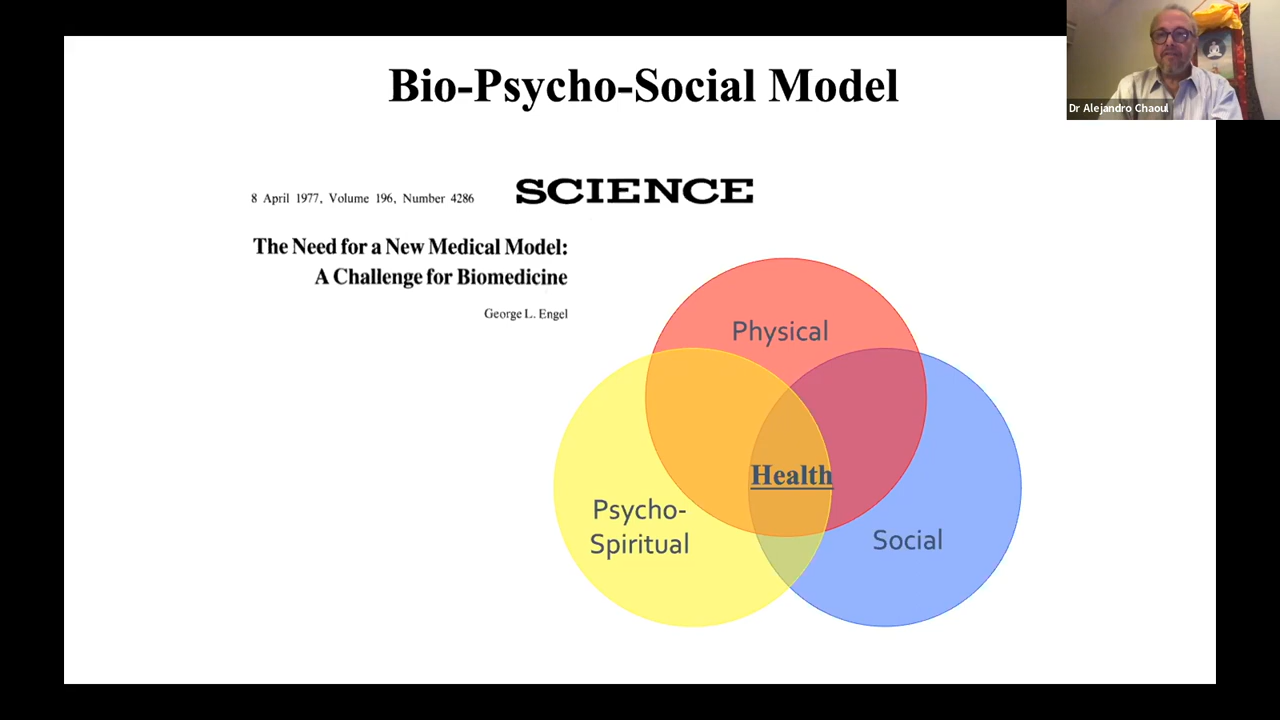 Bio-Psycho-Social Model
Dr Alejandro Chaoul
8 April 1977, Volume 196, Number 4286
SCIENCE
The Need for a New Medical Model:
A Challenge for Biomedicine
George L. Engel
Physical
Health
Psycho-
Spiritual
Social